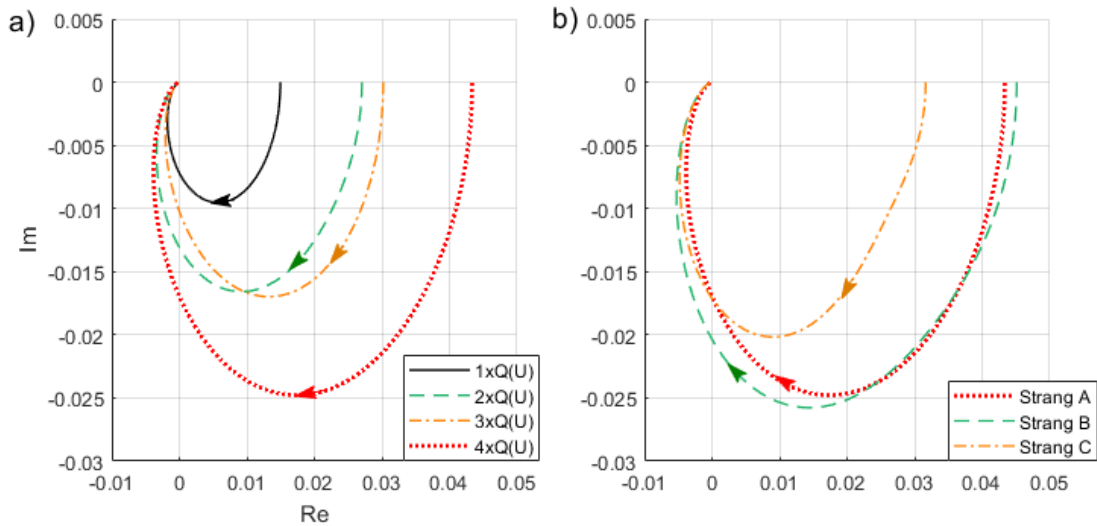 a)
0.005
0
-0.005
-0.01
-0.015
-0.02
-0.025
-0.03
Im
-0.01 0 0.01 0.02 0.03 0.04 0.05
Re
1xQ(U)
2xQ(U)
3xQ(U)
4xQ(U)
b)
0.005
0
-0.005
-0.01
-0.015
-0.02
-0.025
-0.03
-0.01 0 0.01 0.02 0.03 0.04 0.05
Strang A
Strang B
Strang C